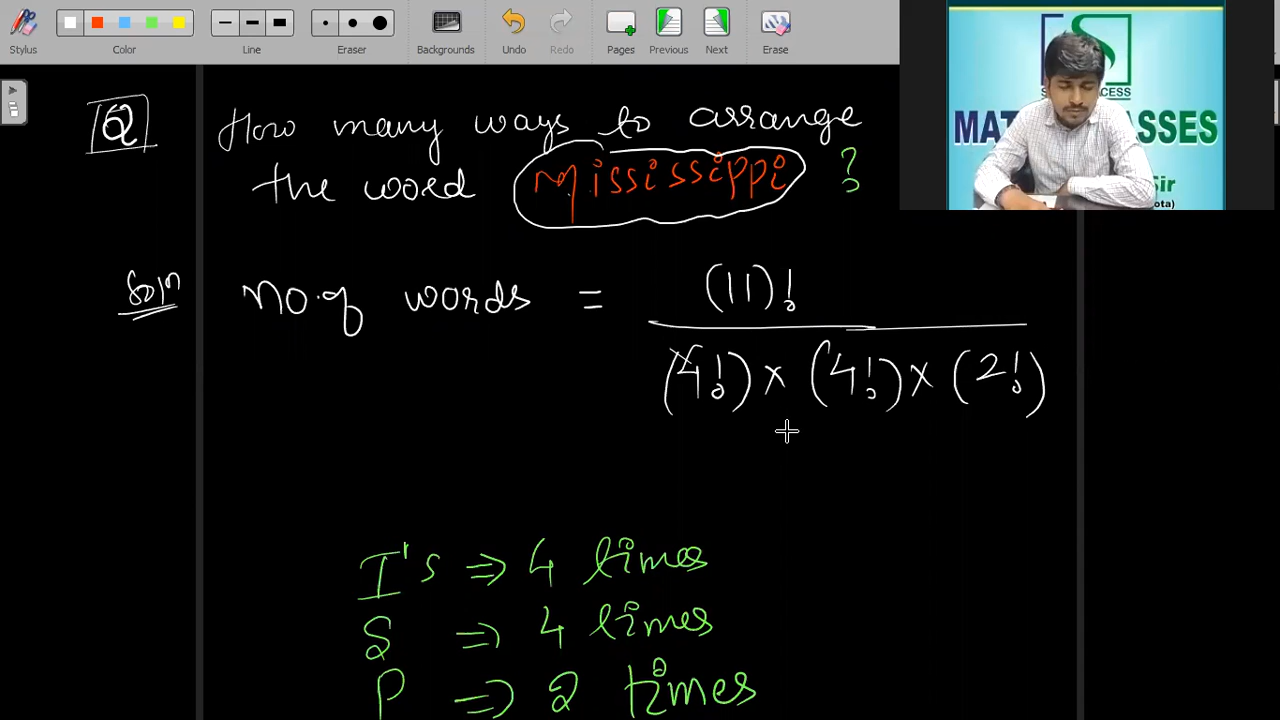 Stylus Color Line Eraser Backgrounds Undo Redo Pages Previous Next Erase
Q How many ways to arrange
the word Mississippi ?
Soln No. of words = (11)!
(4!) x (4!) x (2!)
I's ⇒ 4 times
S ⇒ 4 times
P ⇒ 2 times